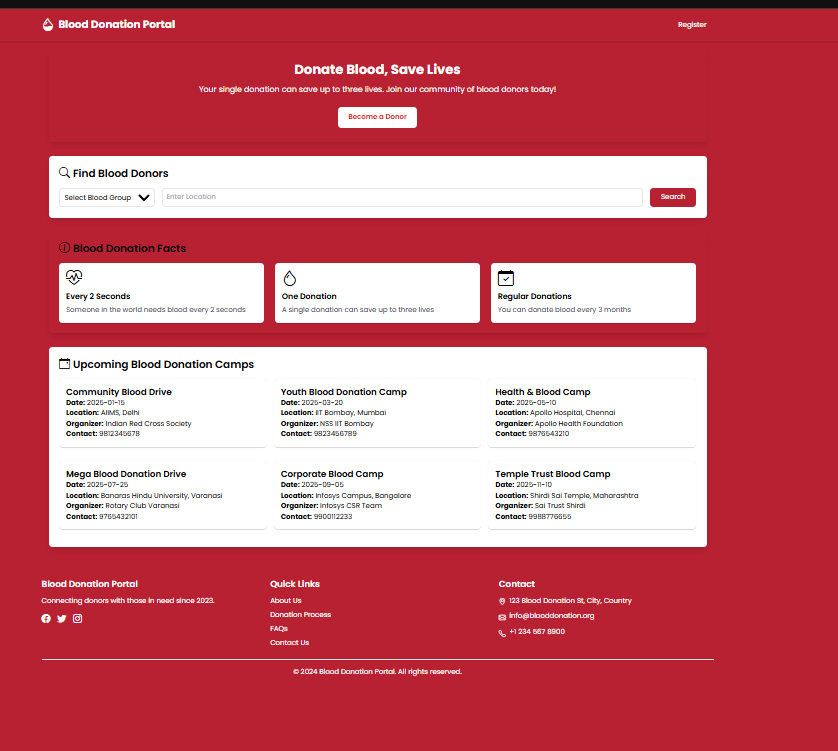 Blood Donation Portal
Register
Donate Blood, Save Lives
Your single donation can save up to three lives. Join our community of blood donors today!
Become a Donor
Find Blood Donors
Select Blood Group
Enter Location
Search
Blood Donation Facts
Every 2 Seconds
Someone in the world needs blood every 2 seconds
One Donation
A single donation can save up to three lives
Regular Donations
You can donate blood every 3 months
Upcoming Blood Donation Camps
Community Blood Drive
Date: 2025-01-15
Location: AIIMS, Delhi
Organizer: Indian Red Cross Society
Contact: 9812345678
Youth Blood Donation Camp
Date: 2025-03-20
Location: IIT Bombay, Mumbai
Organizer: NSS IIT Bombay
Contact: 9823456789
Health & Blood Camp
Date: 2025-05-10
Location: Apollo Hospital, Chennai
Organizer: Apollo Health Foundation
Contact: 9876543210
Mega Blood Donation Drive
Date: 2025-07-25
Location: Banaras Hindu University, Varanasi
Organizer: Rotary Club Varanasi
Contact: 9765432101
Corporate Blood Camp
Date: 2025-09-05
Location: Infosys Campus, Bangalore
Organizer: Infosys CSR Team
Contact: 9900112233
Temple Trust Blood Camp
Date: 2025-11-10
Location: Shirdi Sai Temple, Maharashtra
Organizer: Sai Trust Shirdi
Contact: 9988776655
Blood Donation Portal
Connecting donors with those in need since 2023.
Quick Links
About Us
Donation Process
FAQs
Contact Us
Contact
123 Blood Donation St, City, Country
info@blooddonation.org
+1 234 567 8900
© 2024 Blood Donation Portal. All rights reserved.